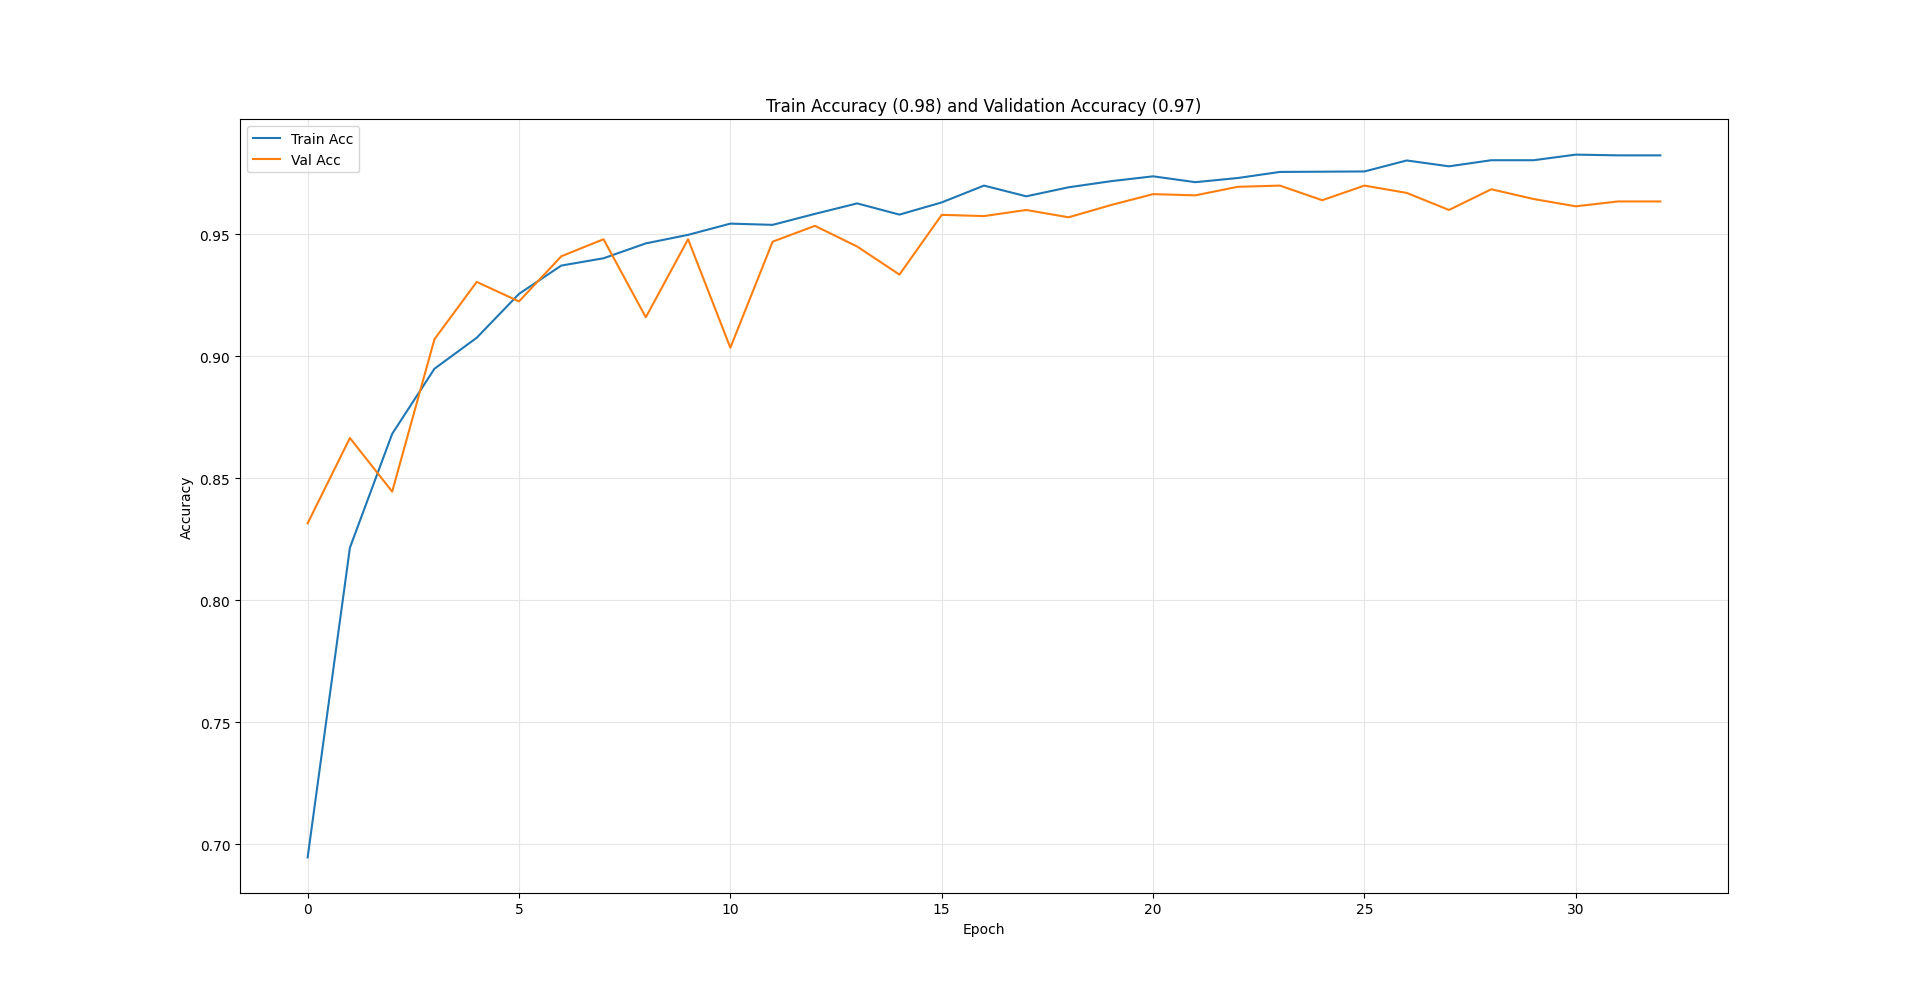 Train Accuracy (0.98) and Validation Accuracy (0.97)
Train Acc
Val Acc
0.95
0.90
0.85
0.80
0.75
0.70
Accuracy
0 5 10 15 20 25 30
Epoch